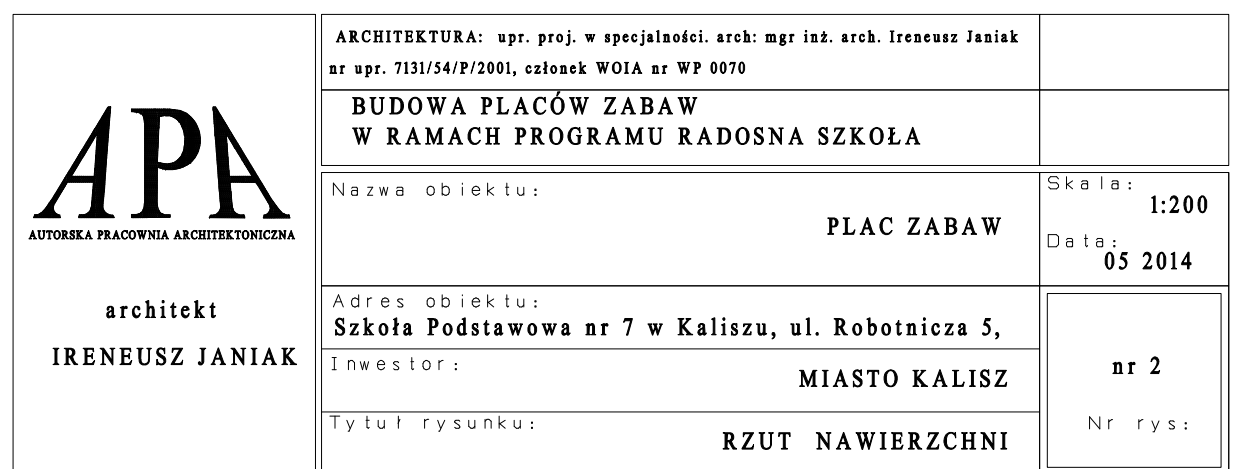 APA
AUTORSKA PRACOWNIA ARCHITEKTONICZNA
architekt
IRENEUSZ JANIAK
ARCHITEKTURA: upr. proj. w specjalności. arch: mgr inż. arch. Ireneusz Janiak
nr upr. 7131/54/P/2001, członek WOIA nr WP 0070
BUDOWA PLACÓW ZABAW
W RAMACH PROGRAMU RADOSNA SZKOŁA
Nazwa obiektu:
PLAC ZABAW
Skala:
1:200
Data:
05 2014
Adres obiektu:
Szkoła Podstawowa nr 7 w Kaliszu, ul. Robotnicza 5,
Inwestor:
MIASTO KALISZ
Tytuł rysunku:
RZUT NAWIERZCHNI
nr 2
Nr rys: